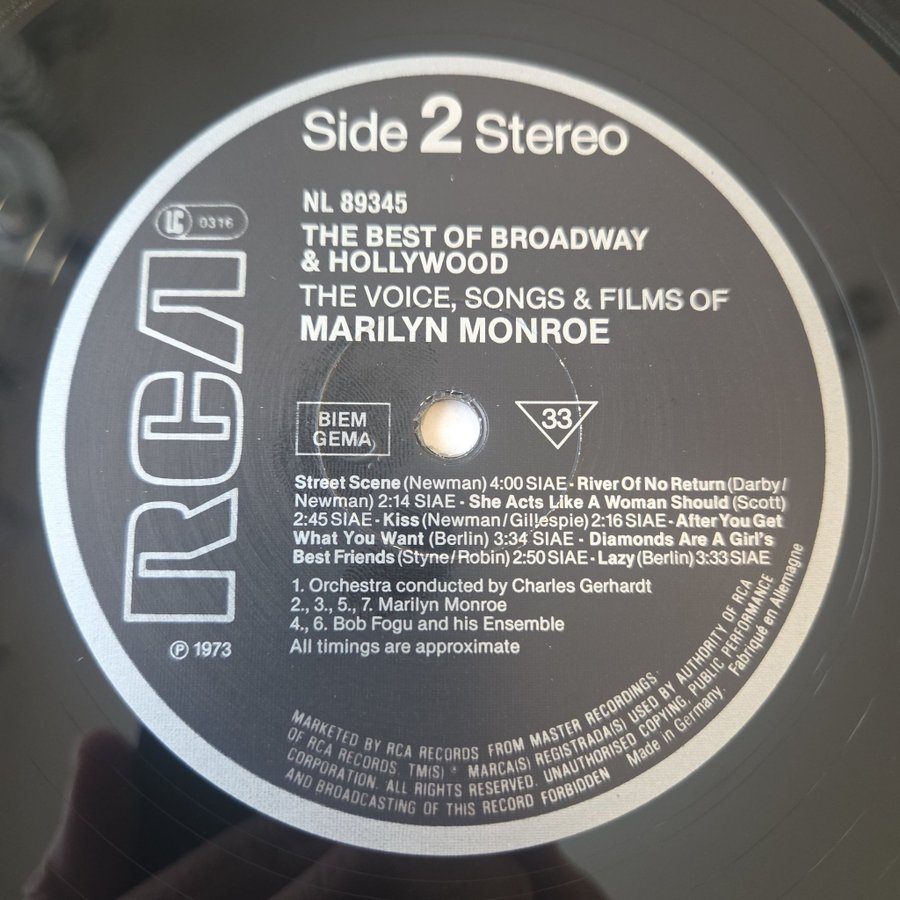 Side 2 Stereo
LC 0316
NL 89345
THE BEST OF BROADWAY
& HOLLYWOOD
THE VOICE, SONGS & FILMS OF
MARILYN MONROE
RCA
BIEM
GEMA
33
Street Scene (Newman) 4:00 SIAE - River Of No Return (Darby/
Newman) 2:14 SIAE - She Acts Like A Woman Should (Scott)
2:45 SIAE - Kiss (Newman/Gillespie) 2:16 SIAE - After You Get
What You Want (Berlin) 3:34 SIAE - Diamonds Are A Girl's
Best Friends (Styne/Robin) 2:50 SIAE - Lazy (Berlin) 3:33 SIAE
1. Orchestra conducted by Charles Gerhardt
2., 3., 5., 7. Marilyn Monroe
4., 6. Bob Fogu and his Ensemble
All timings are approximate
℗ 1973
MARKETED BY RCA RECORDS FROM MASTER RECORDINGS
OF RCA RECORDS. TM(S) ® MARCA(S) REGISTRADA(S) USED BY AUTHORITY OF RCA
CORPORATION. ALL RIGHTS RESERVED. UNAUTHORISED COPYING, PUBLIC PERFORMANCE
AND BROADCASTING OF THIS RECORD FORBIDDEN Made in Germany. Fabriqué en Allemagne